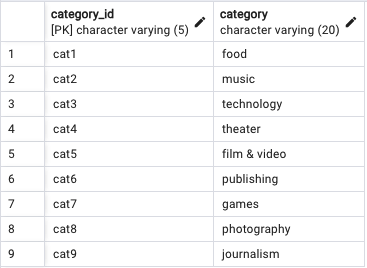 category_id category
[PK] character varying (5) character varying (20)
1 cat1 food
2 cat2 music
3 cat3 technology
4 cat4 theater
5 cat5 film & video
6 cat6 publishing
7 cat7 games
8 cat8 photography
9 cat9 journalism